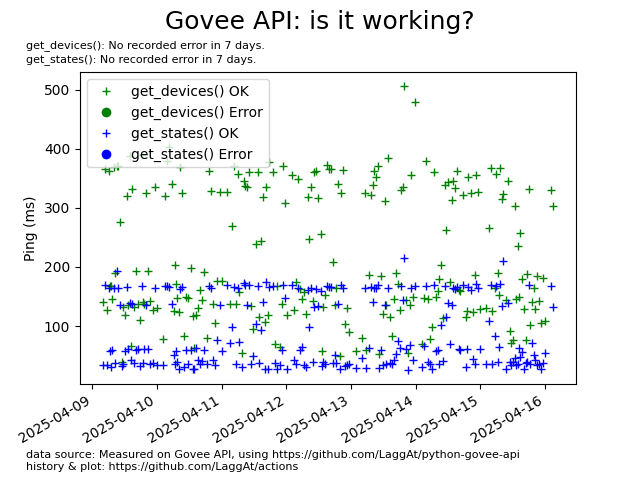 Govee API: is it working?
get_devices(): No recorded error in 7 days.
get_states(): No recorded error in 7 days.
get_devices() OK
get_devices() Error
get_states() OK
get_states() Error
Ping (ms)
500
400
300
200
100
2025-04-09
2025-04-10
2025-04-11
2025-04-12
2025-04-13
2025-04-14
2025-04-15
2025-04-16
data source: Measured on Govee API, using https://github.com/LaggAt/python-govee-api
history & plot: https://github.com/LaggAt/actions